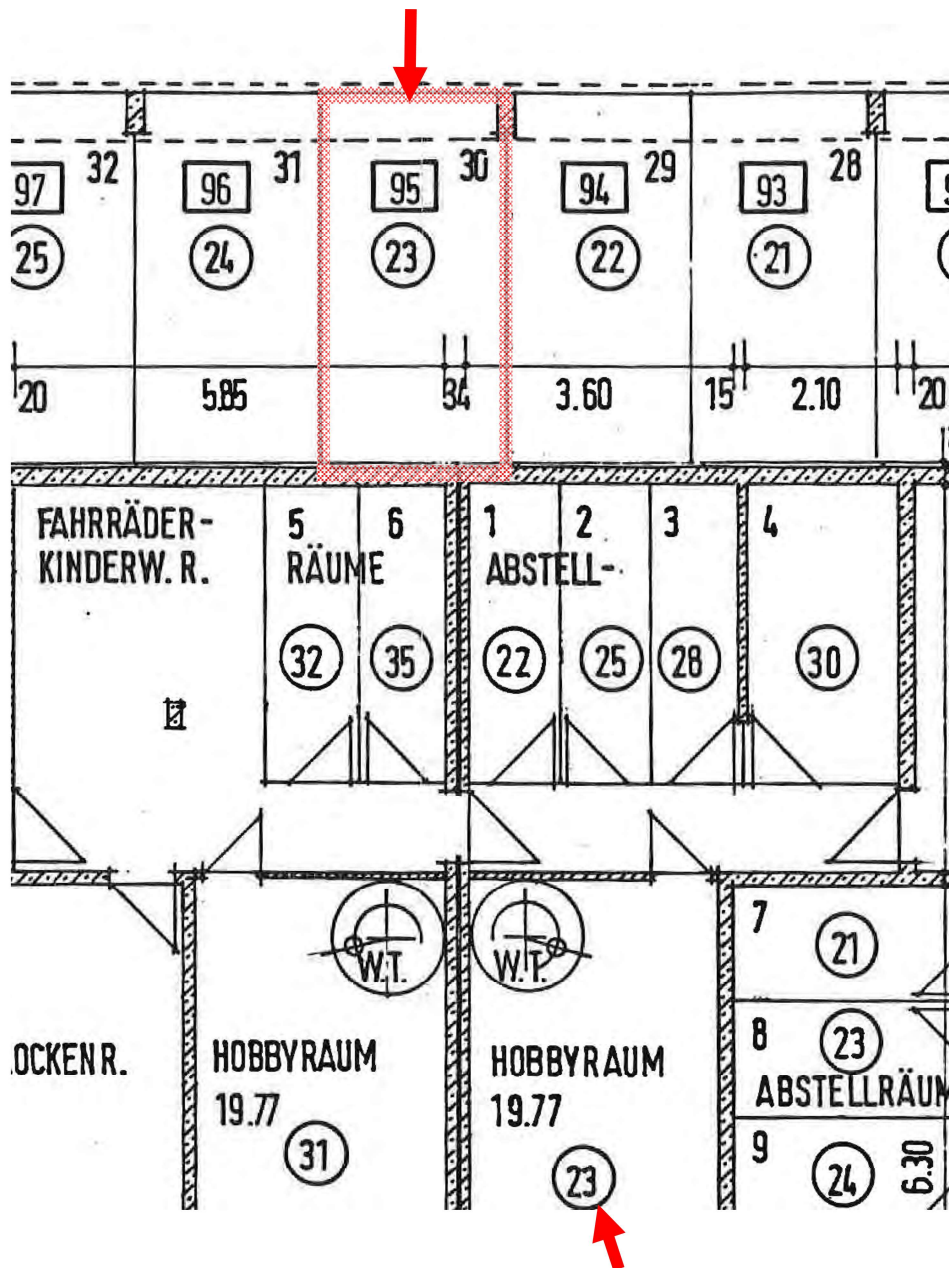 32 31 30 29 28
97 96 95 94 93
25 24 23 22 21
20 5.85 34 3.60 15 2.10 20
FAHRRÄDER-
KINDERW. R.
5 6
RÄUME
1 2 3 4
ABSTELL-
32 35 22 25 28 30
W.T. W.T.
7
21
OCKENR.
HOBBYRAUM
19.77
31
HOBBYRAUM
19.77
23
8
23
ABSTELLRÄUM
9
24
6.30